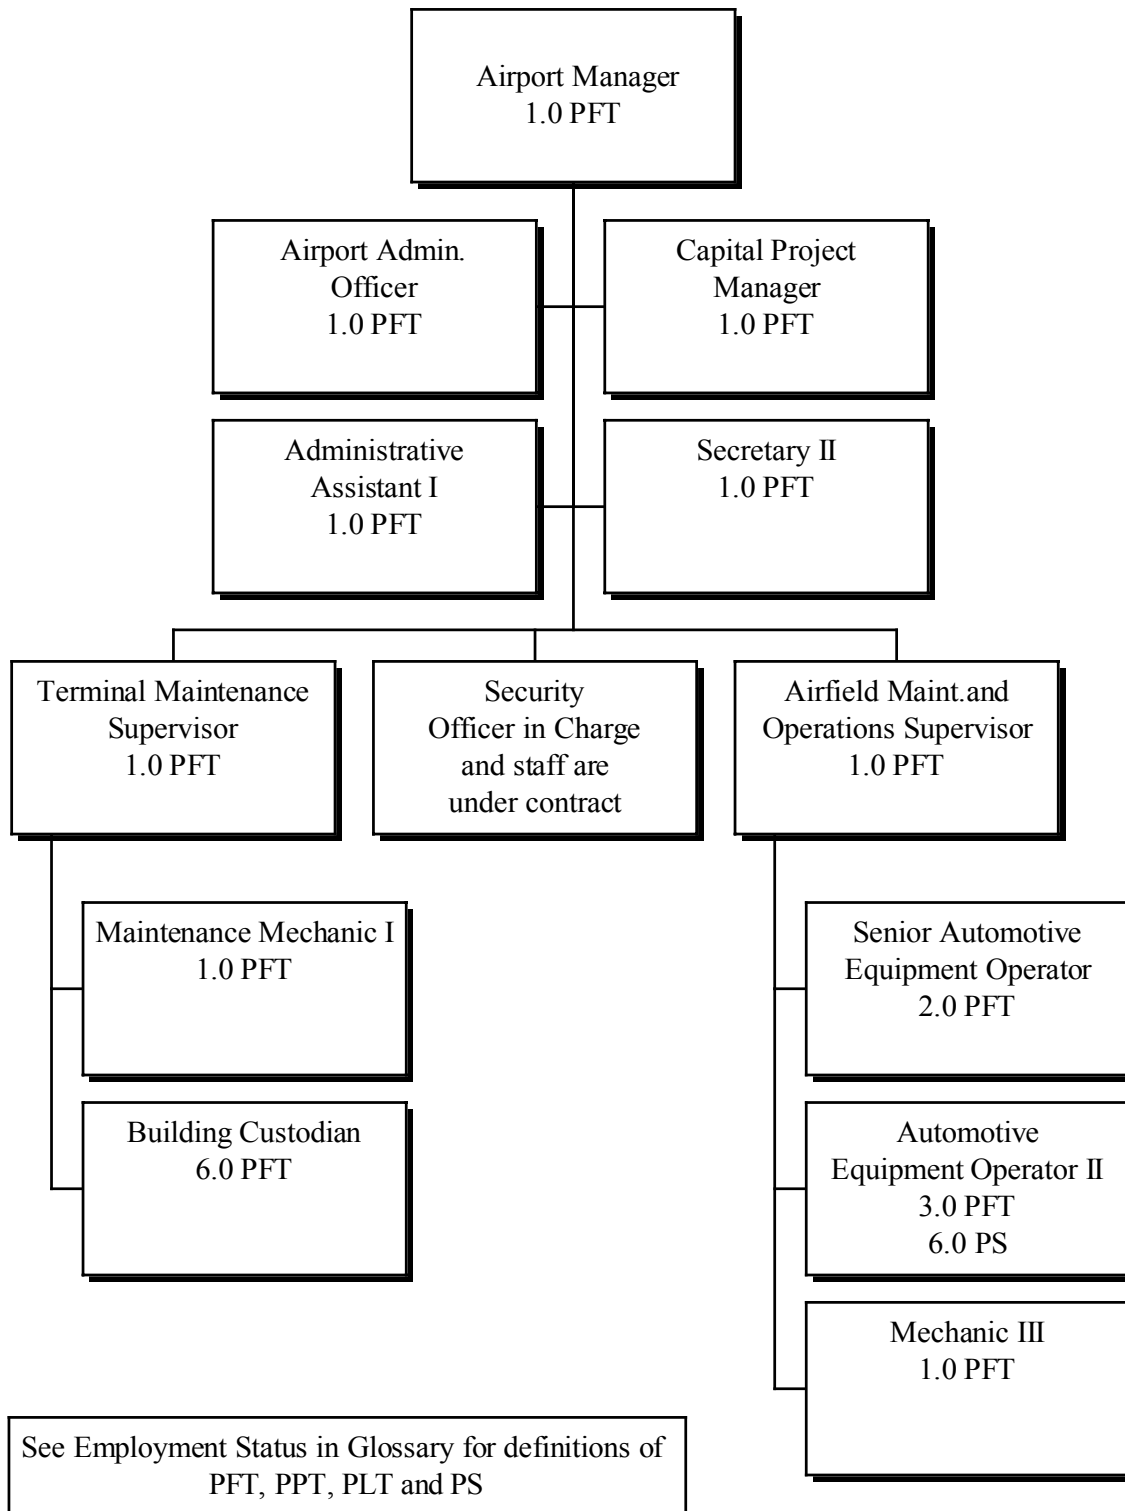 Airport Manager
1.0 PFT
Airport Admin.
Officer
1.0 PFT
Capital Project
Manager
1.0 PFT
Administrative
Assistant I
1.0 PFT
Secretary II
1.0 PFT
Terminal Maintenance
Supervisor
1.0 PFT
Security
Officer in Charge
and staff are
under contract
Airfield Maint.and
Operations Supervisor
1.0 PFT
Maintenance Mechanic I
1.0 PFT
Building Custodian
6.0 PFT
Senior Automotive
Equipment Operator
2.0 PFT
Automotive
Equipment Operator II
3.0 PFT
6.0 PS
Mechanic III
1.0 PFT
See Employment Status in Glossary for definitions of
PFT, PPT, PLT and PS